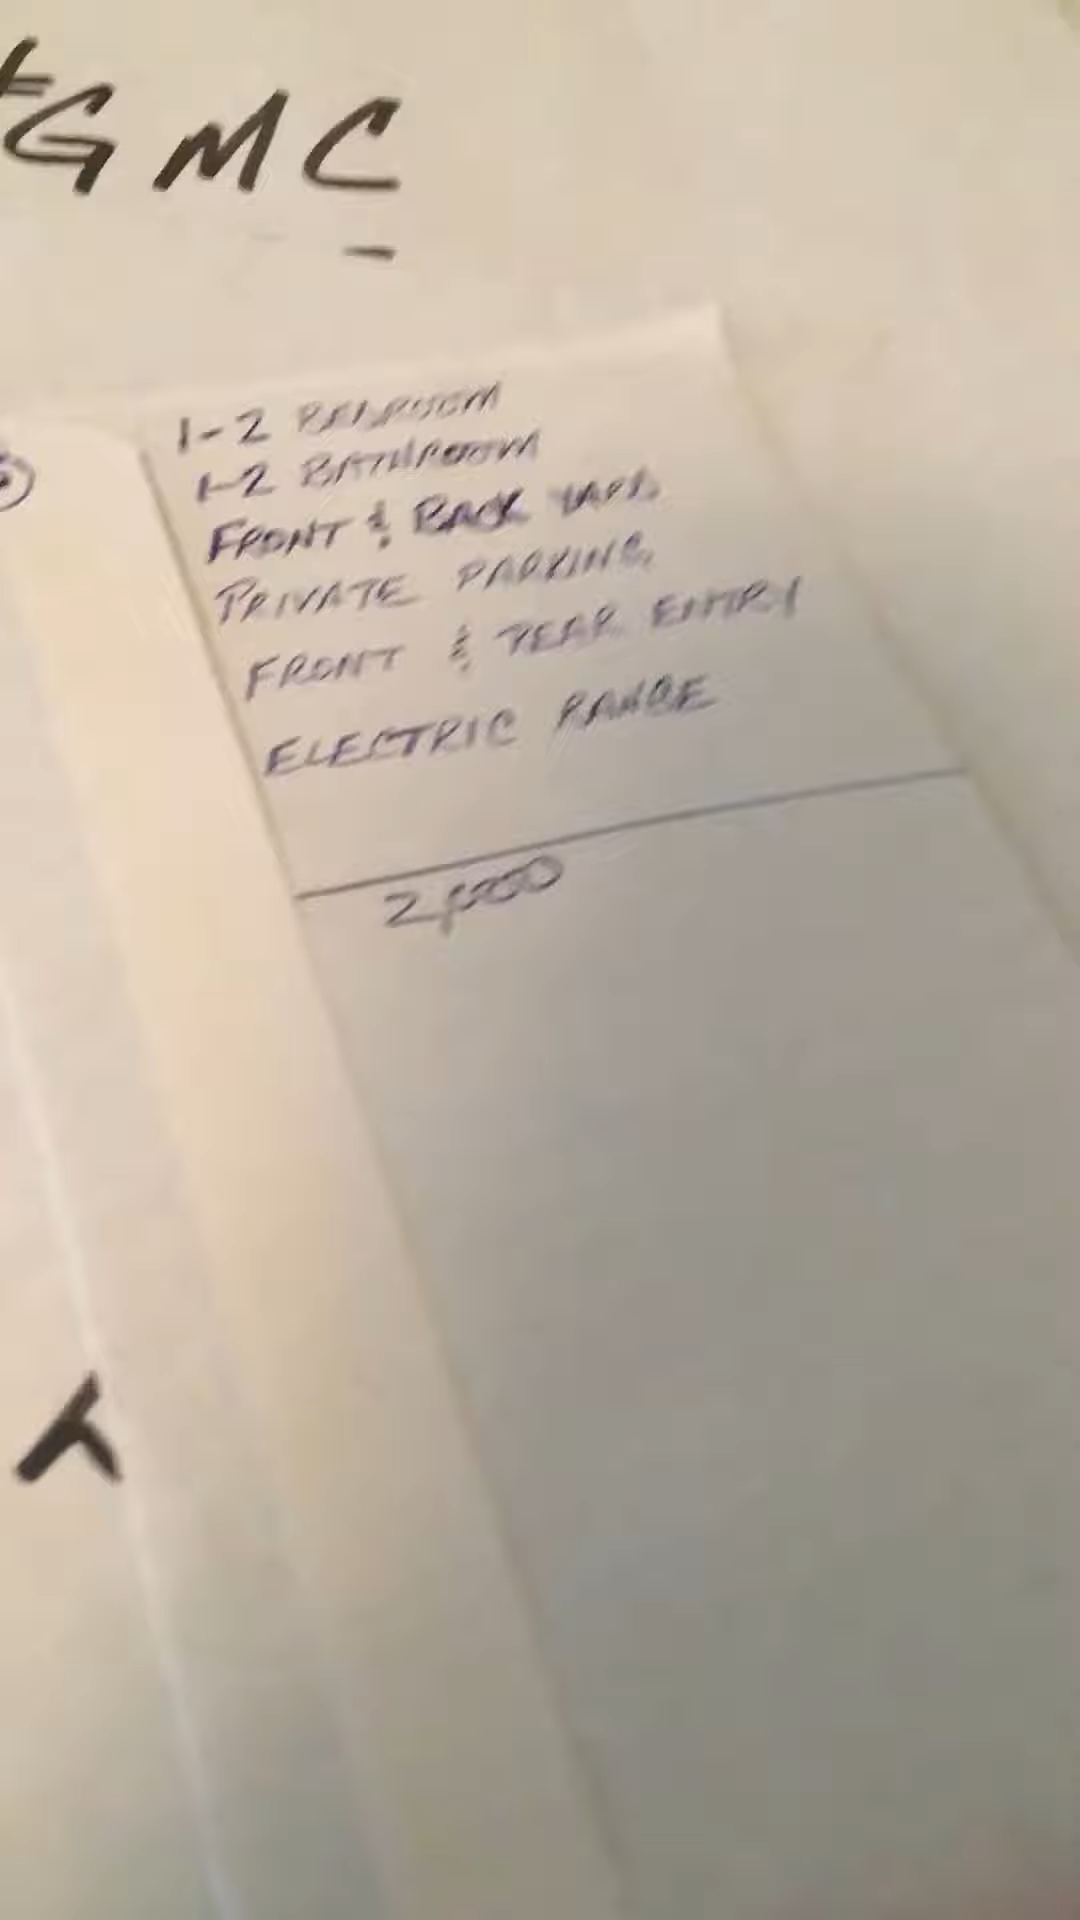 GMC
1-2 BEDROOM
1-2 BATHROOM
FRONT & BACK YARD
PRIVATE PARKING
FRONT & REAR ENTRY
ELECTRIC RANGE
2,000